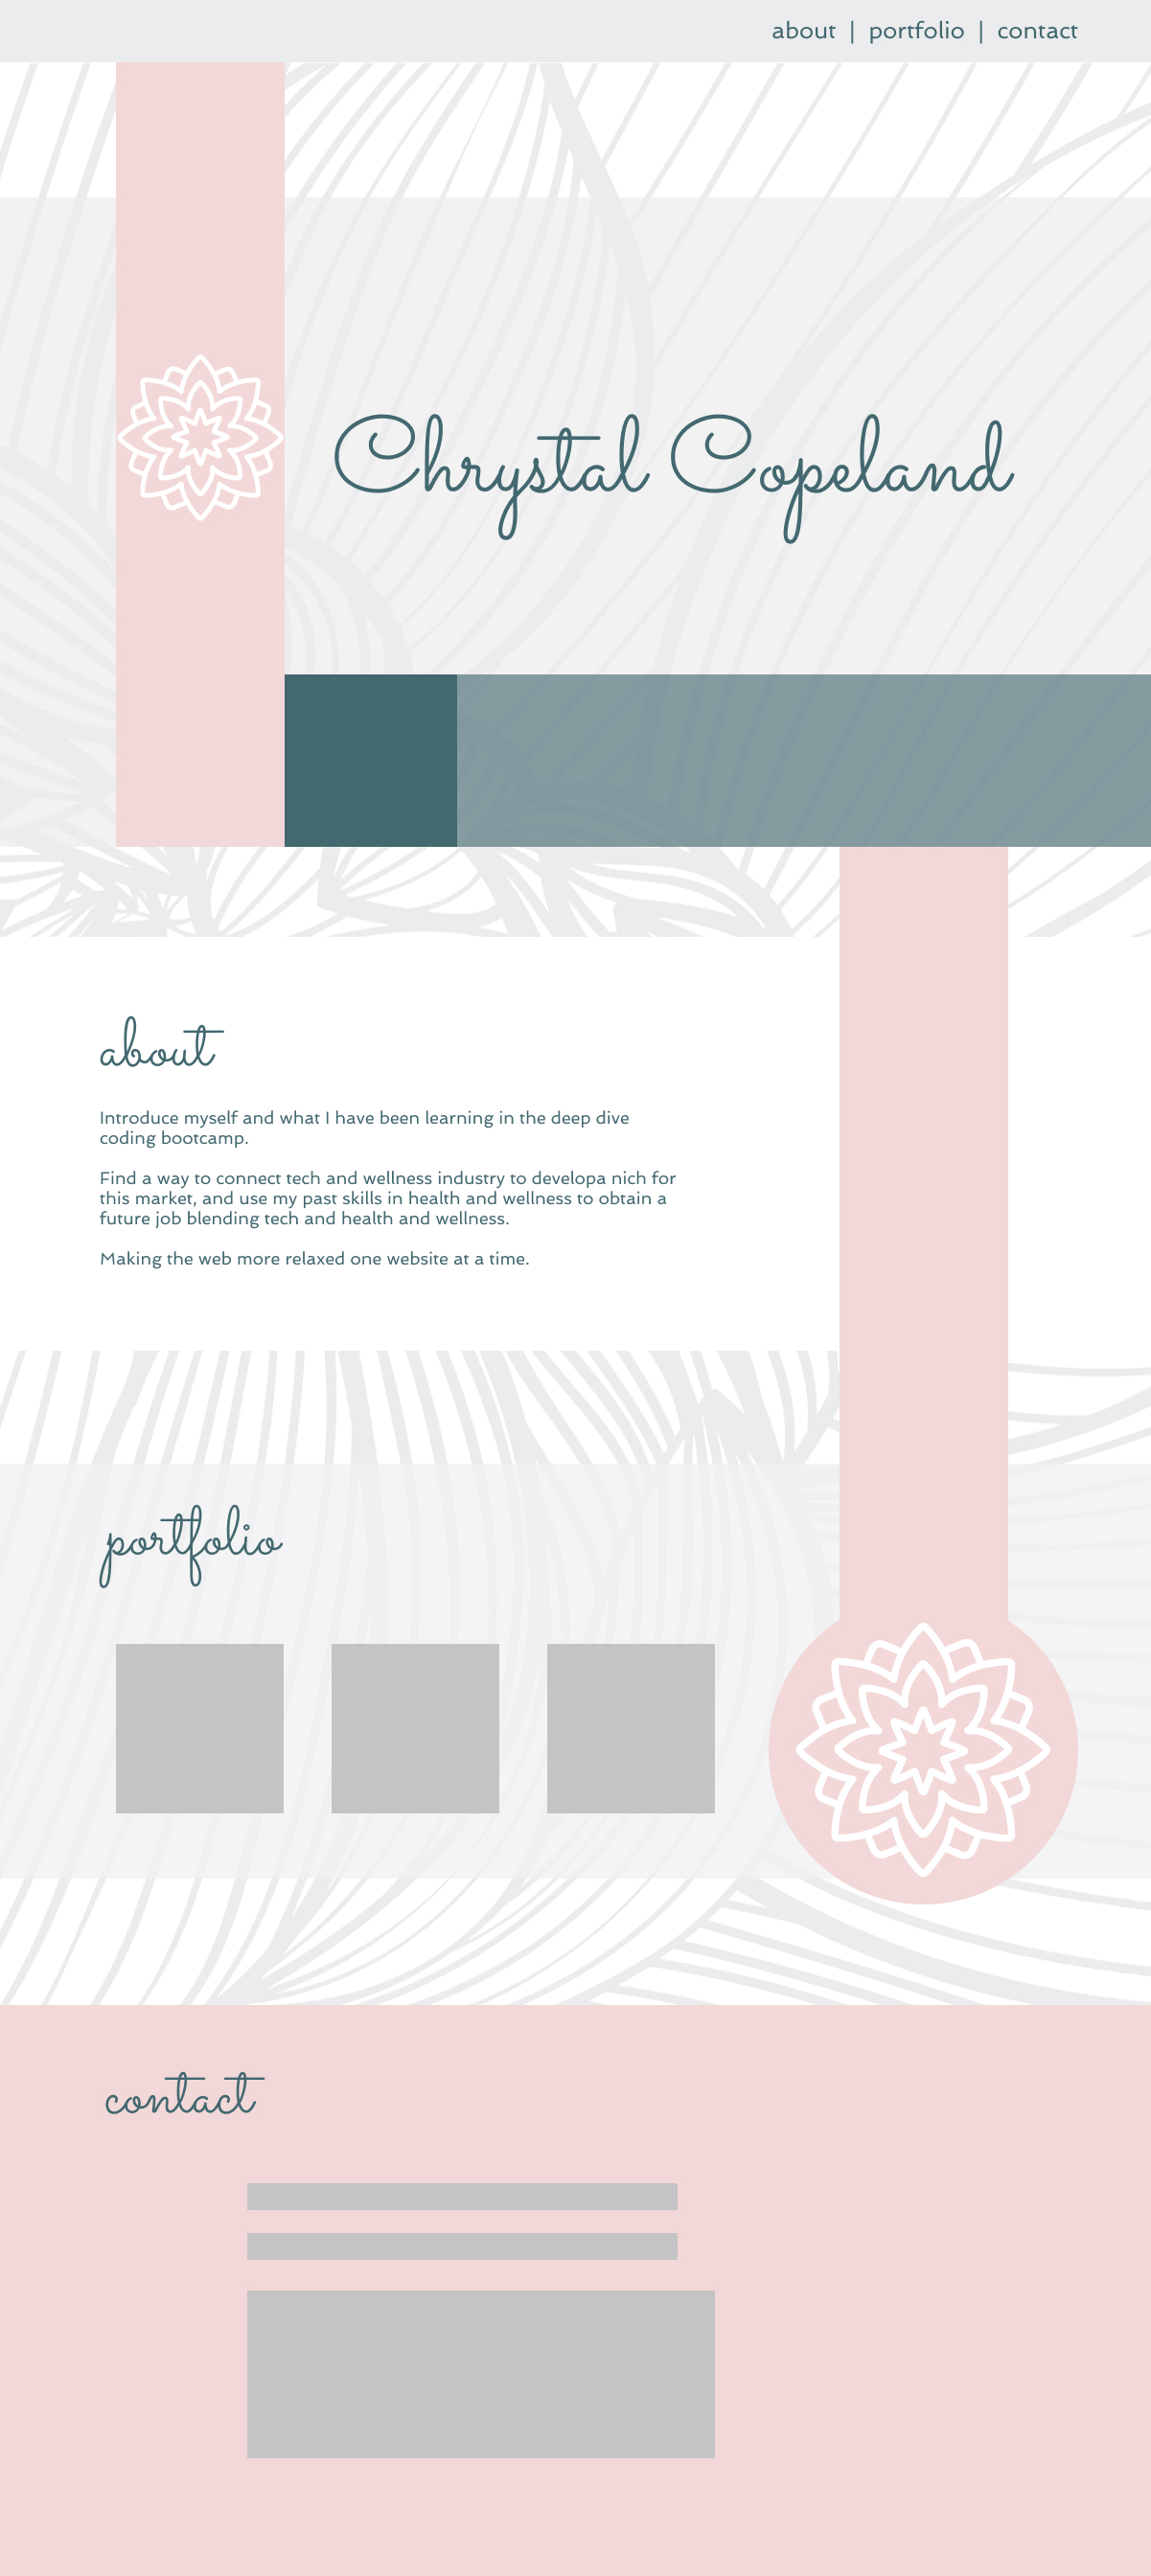 about | portfolio | contact
Chrystal Copeland
about
Introduce myself and what I have been learning in the deep dive
coding bootcamp.
Find a way to connect tech and wellness industry to developa nich for
this market, and use my past skills in health and wellness to obtain a
future job blending tech and health and wellness.
Making the web more relaxed one website at a time.
portfolio
contact